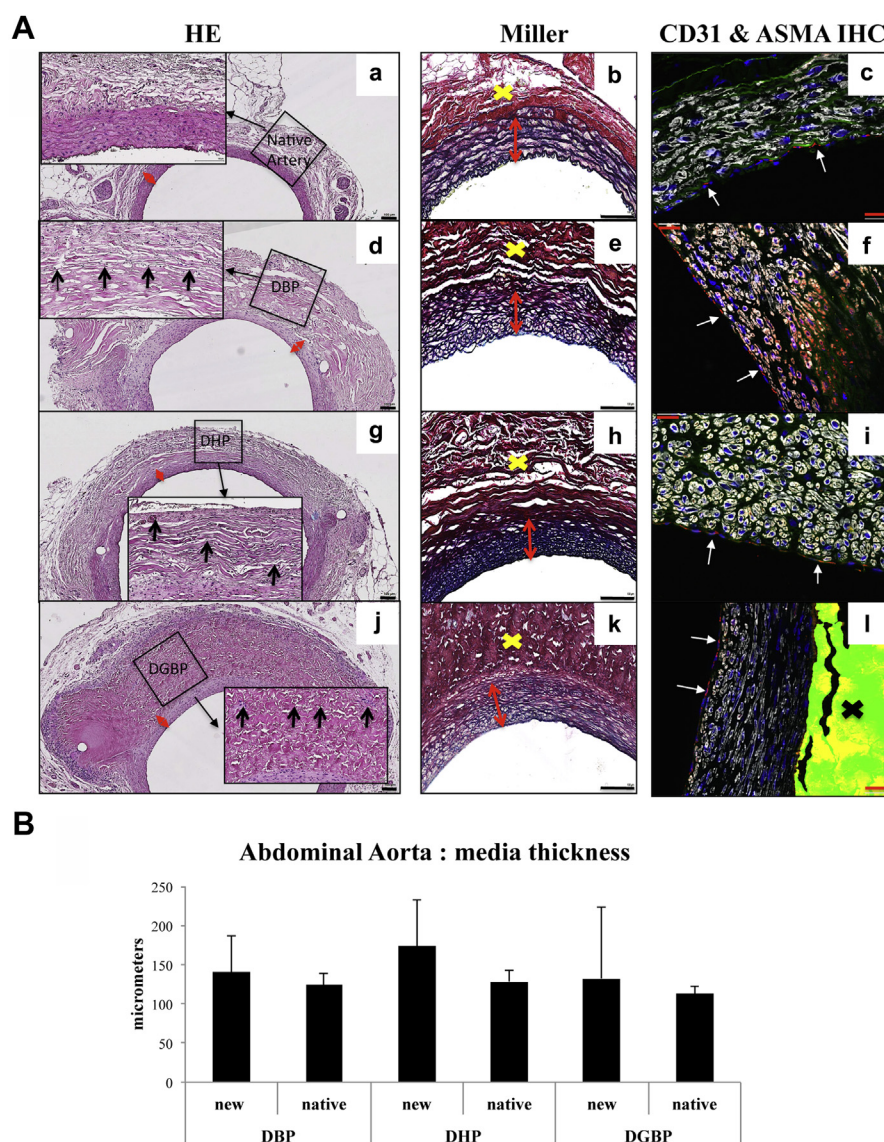 A
HE
Miller
CD31 & ASMA IHC
a
Native
Artery
b
c
d
DBP
e
f
g
DHP
h
i
j
DGBP
k
l
B
Abdominal Aorta : media thickness
micrometers
250
200
150
100
50
0
new native new native new native
DBP DHP DGBP